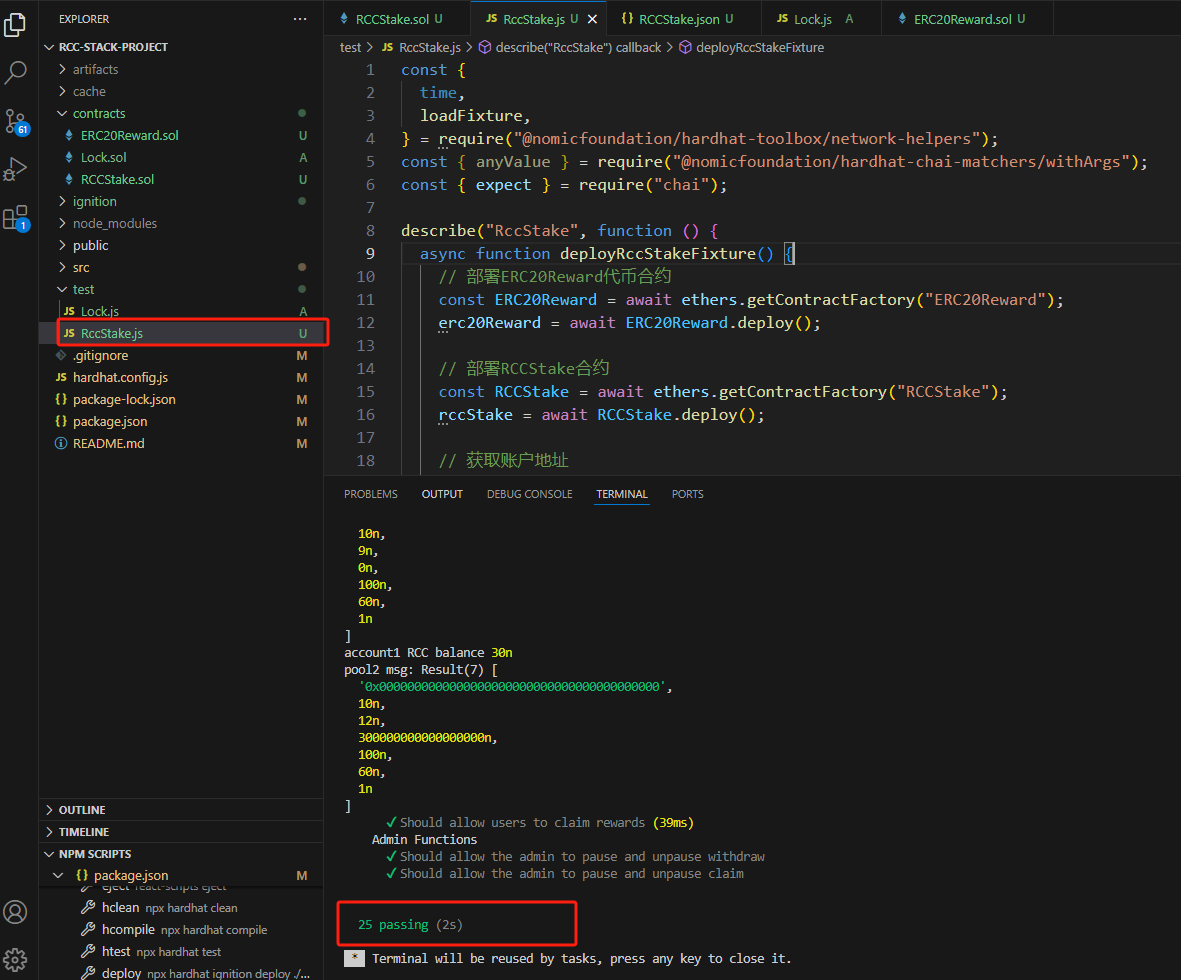 EXPLORER
RCC-STACK-PROJECT
artifacts
cache
contracts
ERC20Reward.sol U
Lock.sol A
RCCStake.sol U
ignition
node_modules
public
src
test
JS Lock.js A
JS RccStake.js U
.gitignore M
JS hardhat.config.js M
{} package-lock.json M
{} package.json M
README.md M
61
1
OUTLINE
TIMELINE
NPM SCRIPTS
{} package.json M
eject react-scripts eject
hclean npx hardhat clean
hcompile npx hardhat compile
htest npx hardhat test
deploy npx hardhat ignition deploy ./...
RCCStake.sol U
JS RccStake.js U
{} RCCStake.json U
JS Lock.js A
ERC20Reward.sol U
test > JS RccStake.js > describe("RccStake") callback > deployRccStakeFixture
1 const {
2 time,
3 loadFixture,
4 } = require("@nomicfoundation/hardhat-toolbox/network-helpers");
5 const { anyValue } = require("@nomicfoundation/hardhat-chai-matchers/withArgs");
6 const { expect } = require("chai");
7
8 describe("RccStake", function () {
9 async function deployRccStakeFixture() {
10 // 部署ERC20Reward代币合约
11 const ERC20Reward = await ethers.getContractFactory("ERC20Reward");
12 erc20Reward = await ERC20Reward.deploy();
13
14 // 部署RCCStake合约
15 const RCCStake = await ethers.getContractFactory("RCCStake");
16 rccStake = await RCCStake.deploy();
17
18 // 获取账户地址
PROBLEMS OUTPUT DEBUG CONSOLE TERMINAL PORTS
10n,
9n,
0n,
100n,
60n,
1n
]
account1 RCC balance 30n
pool2 msg: Result(7) [
'0x0000000000000000000000000000000000000000',
10n,
12n,
300000000000000000n,
100n,
60n,
1n
]
✓ Should allow users to claim rewards (39ms)
Admin Functions
✓ Should allow the admin to pause and unpause withdraw
✓ Should allow the admin to pause and unpause claim
25 passing (2s)
* Terminal will be reused by tasks, press any key to close it.